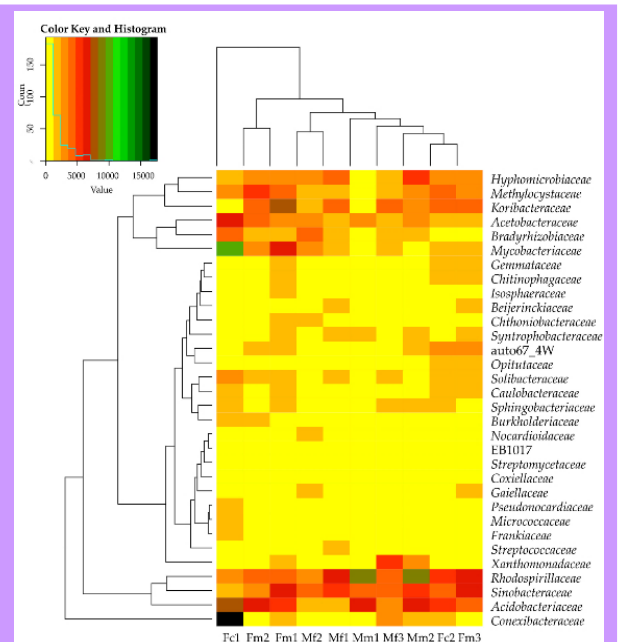 Color Key and Histogram
Coun
0
50
100
150
0 5000 10000 15000
Value
Hyphomicrobiaceae
Methylocystaceae
Koribacteraceae
Acetobacteraceae
Bradyrhizobiaceae
Mycobacteriaceae
Gemmataceae
Chitinophagaceae
Isosphaeraceae
Beijerinckiaceae
Chthoniobacteraceae
Syntrophobacteraceae
auto67_4W
Opitutaceae
Solibacteraceae
Caulobacteraceae
Sphingobacteriaceae
Burkholderiaceae
Nocardioidaceae
EB1017
Streptomycetaceae
Coxiellaceae
Gaiellaceae
Pseudonocardiaceae
Micrococcaceae
Frankiaceae
Streptococcaceae
Xanthomonadaceae
Rhodospirillaceae
Sinobacteraceae
Acidobacteriaceae
Conexibacteraceae
Fc1 Fm2 Fm1 Mf2 Mf1 Mm1 Mf3 Mm2 Fc2 Fm3